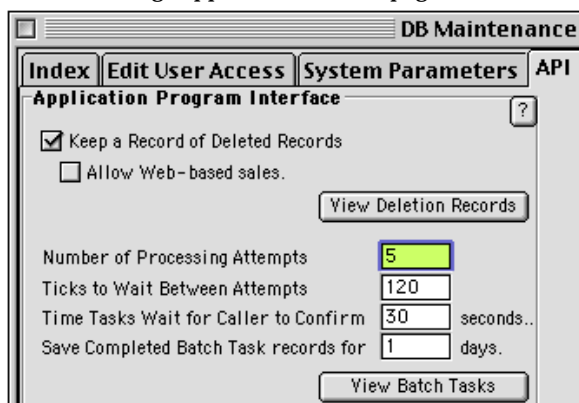 DB Maintenance
Index Edit User Access System Parameters API
Application Program Interface
?
Keep a Record of Deleted Records
Allow Web-based sales.
View Deletion Records
Number of Processing Attempts 5
Ticks to Wait Between Attempts 120
Time Tasks Wait for Caller to Confirm 30 seconds..
Save Completed Batch Task records for 1 days.
View Batch Tasks